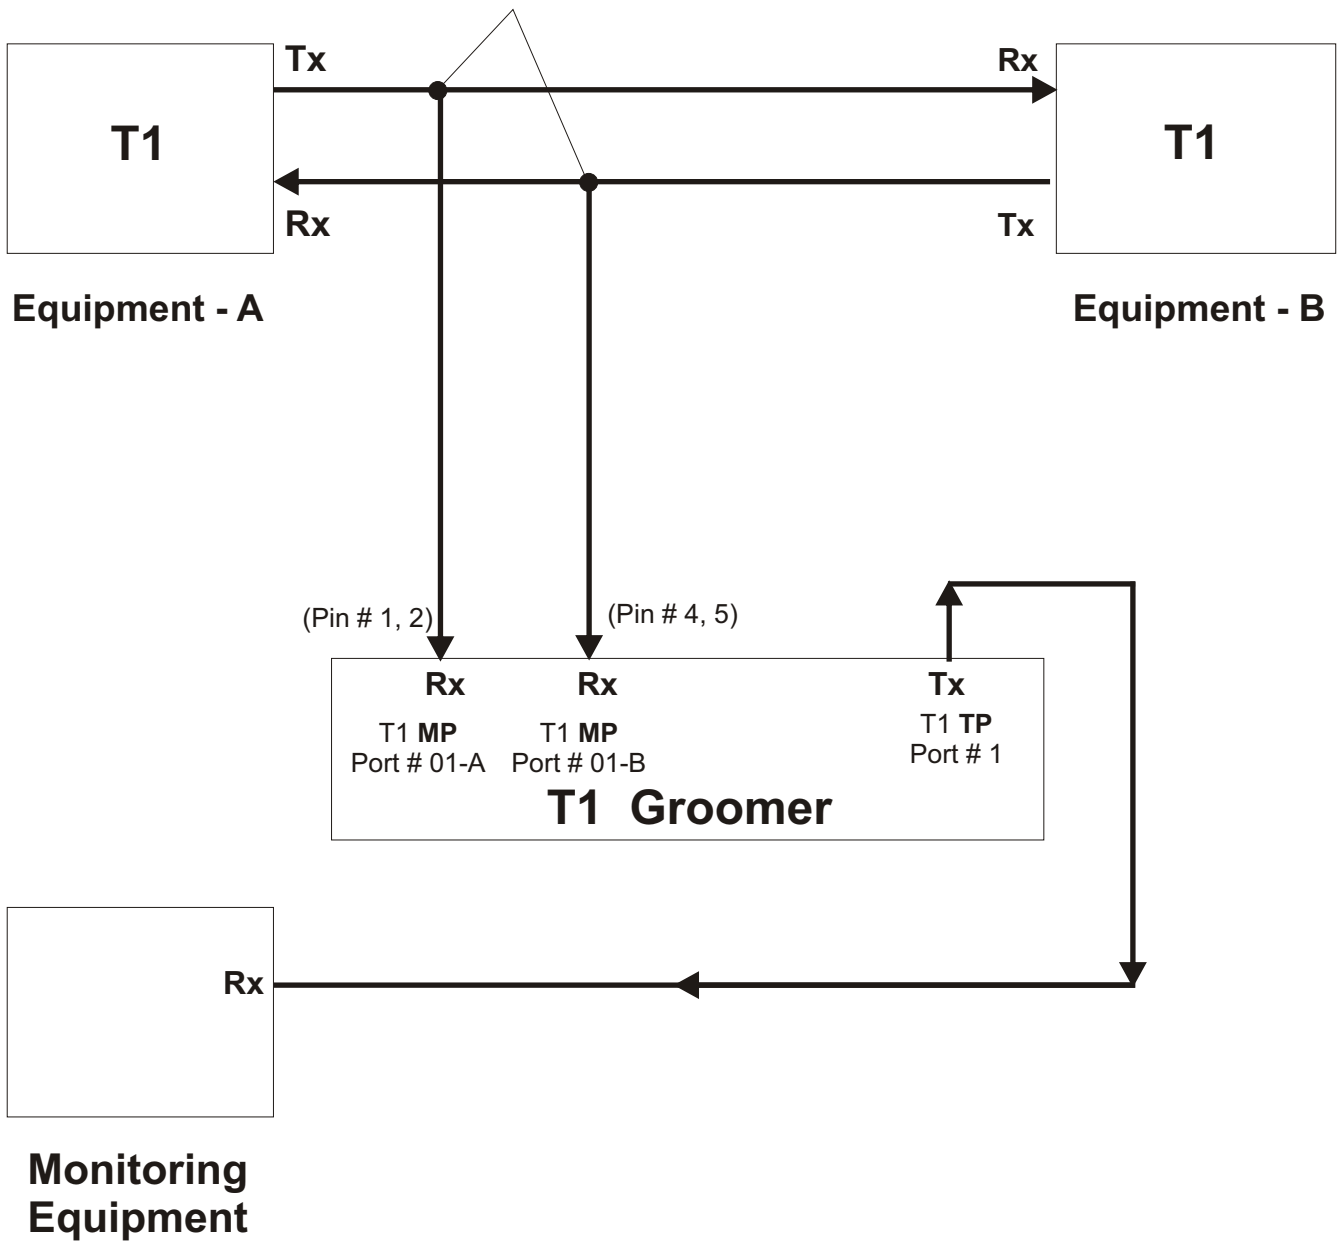 Tx
Rx
T1
T1
Rx
Tx
Equipment - A
Equipment - B
(Pin # 1, 2)
(Pin # 4, 5)
Rx
Rx
Tx
T1 MP
T1 MP
T1 TP
Port # 01-A
Port # 01-B
Port # 1
T1 Groomer
Rx
Monitoring
Equipment